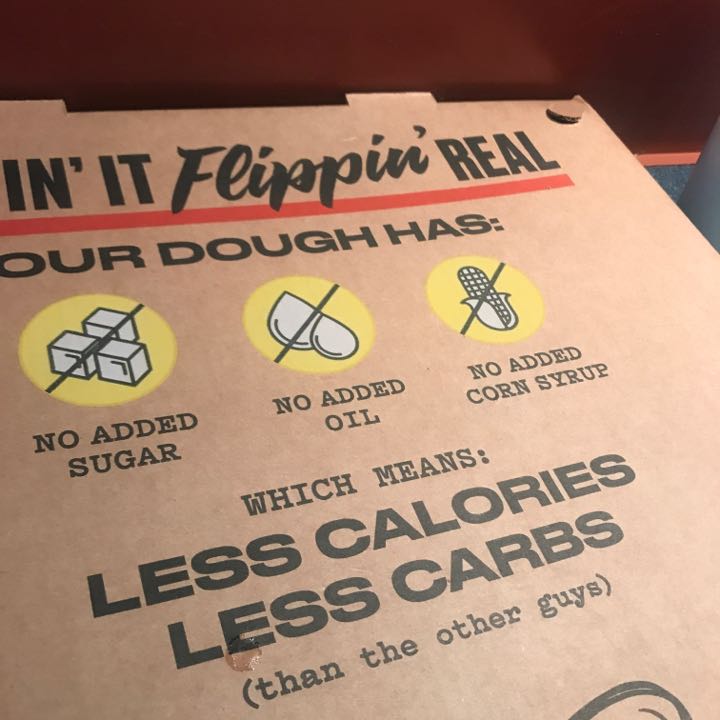 IN' IT Flippin' REAL
OUR DOUGH HAS:
NO ADDED
SUGAR
NO ADDED
OIL
NO ADDED
CORN SYRUP
WHICH MEANS:
LESS CALORIES
LESS CARBS
(than the other guys)